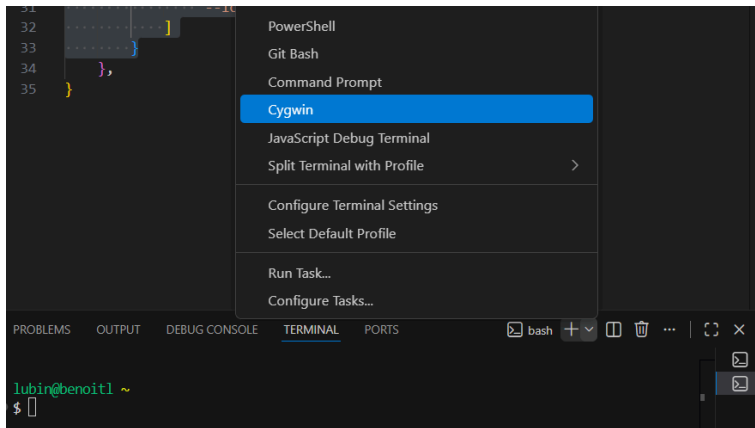 31 --lo
32 ]
33 }
34 },
35 }
PowerShell
Git Bash
Command Prompt
Cygwin
JavaScript Debug Terminal
Split Terminal with Profile
Configure Terminal Settings
Select Default Profile
Run Task...
Configure Tasks...
PROBLEMS OUTPUT DEBUG CONSOLE TERMINAL PORTS bash
lubin@benoitl ~
$